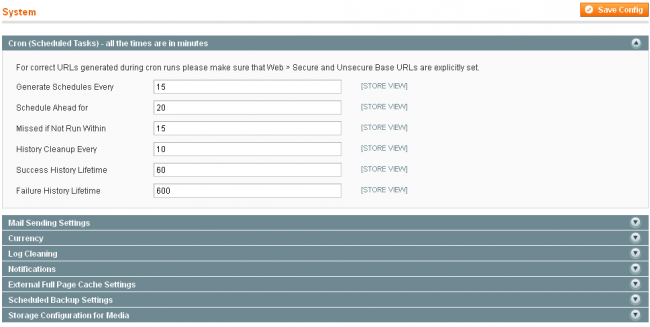 System
Save Config
Cron (Scheduled Tasks) - all the times are in minutes
For correct URLs generated during cron runs please make sure that Web > Secure and Unsecure Base URLs are explicitly set.
Generate Schedules Every 15 [STORE VIEW]
Schedule Ahead for 20 [STORE VIEW]
Missed if Not Run Within 15 [STORE VIEW]
History Cleanup Every 10 [STORE VIEW]
Success History Lifetime 60 [STORE VIEW]
Failure History Lifetime 600 [STORE VIEW]
Mail Sending Settings
Currency
Log Cleaning
Notifications
External Full Page Cache Settings
Scheduled Backup Settings
Storage Configuration for Media